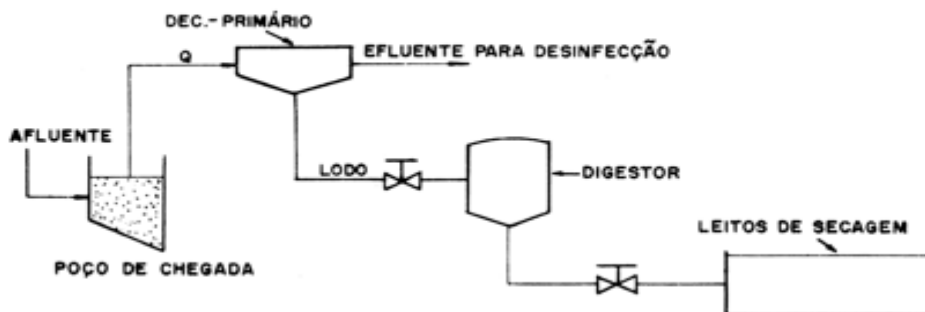 DEC.-PRIMÁRIO
Q
EFLUENTE PARA DESINFECÇÃO
AFLUENTE
LODO
DIGESTOR
LEITOS DE SECAGEM
POÇO DE CHEGADA